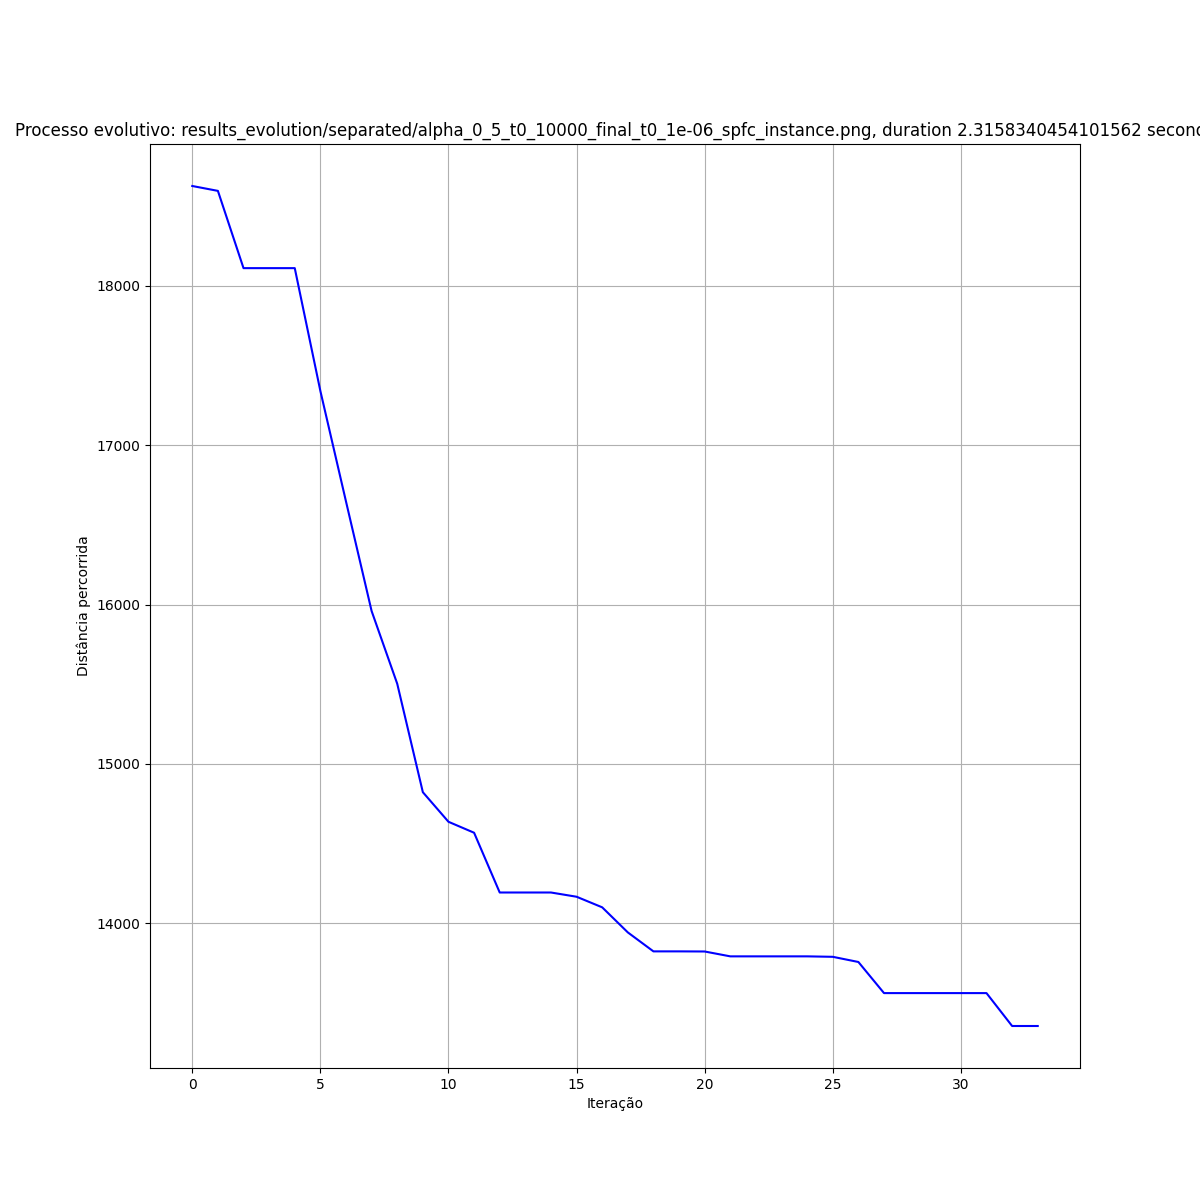 Processo evolutivo: results_evolution/separated/alpha_0_5_t0_10000_final_t0_1e-06_spfc_instance.png, duration 2.3158340454101562
18000
17000
16000
15000
14000
Distância percorrida
0 5 10 15 20 25 30
Iteração